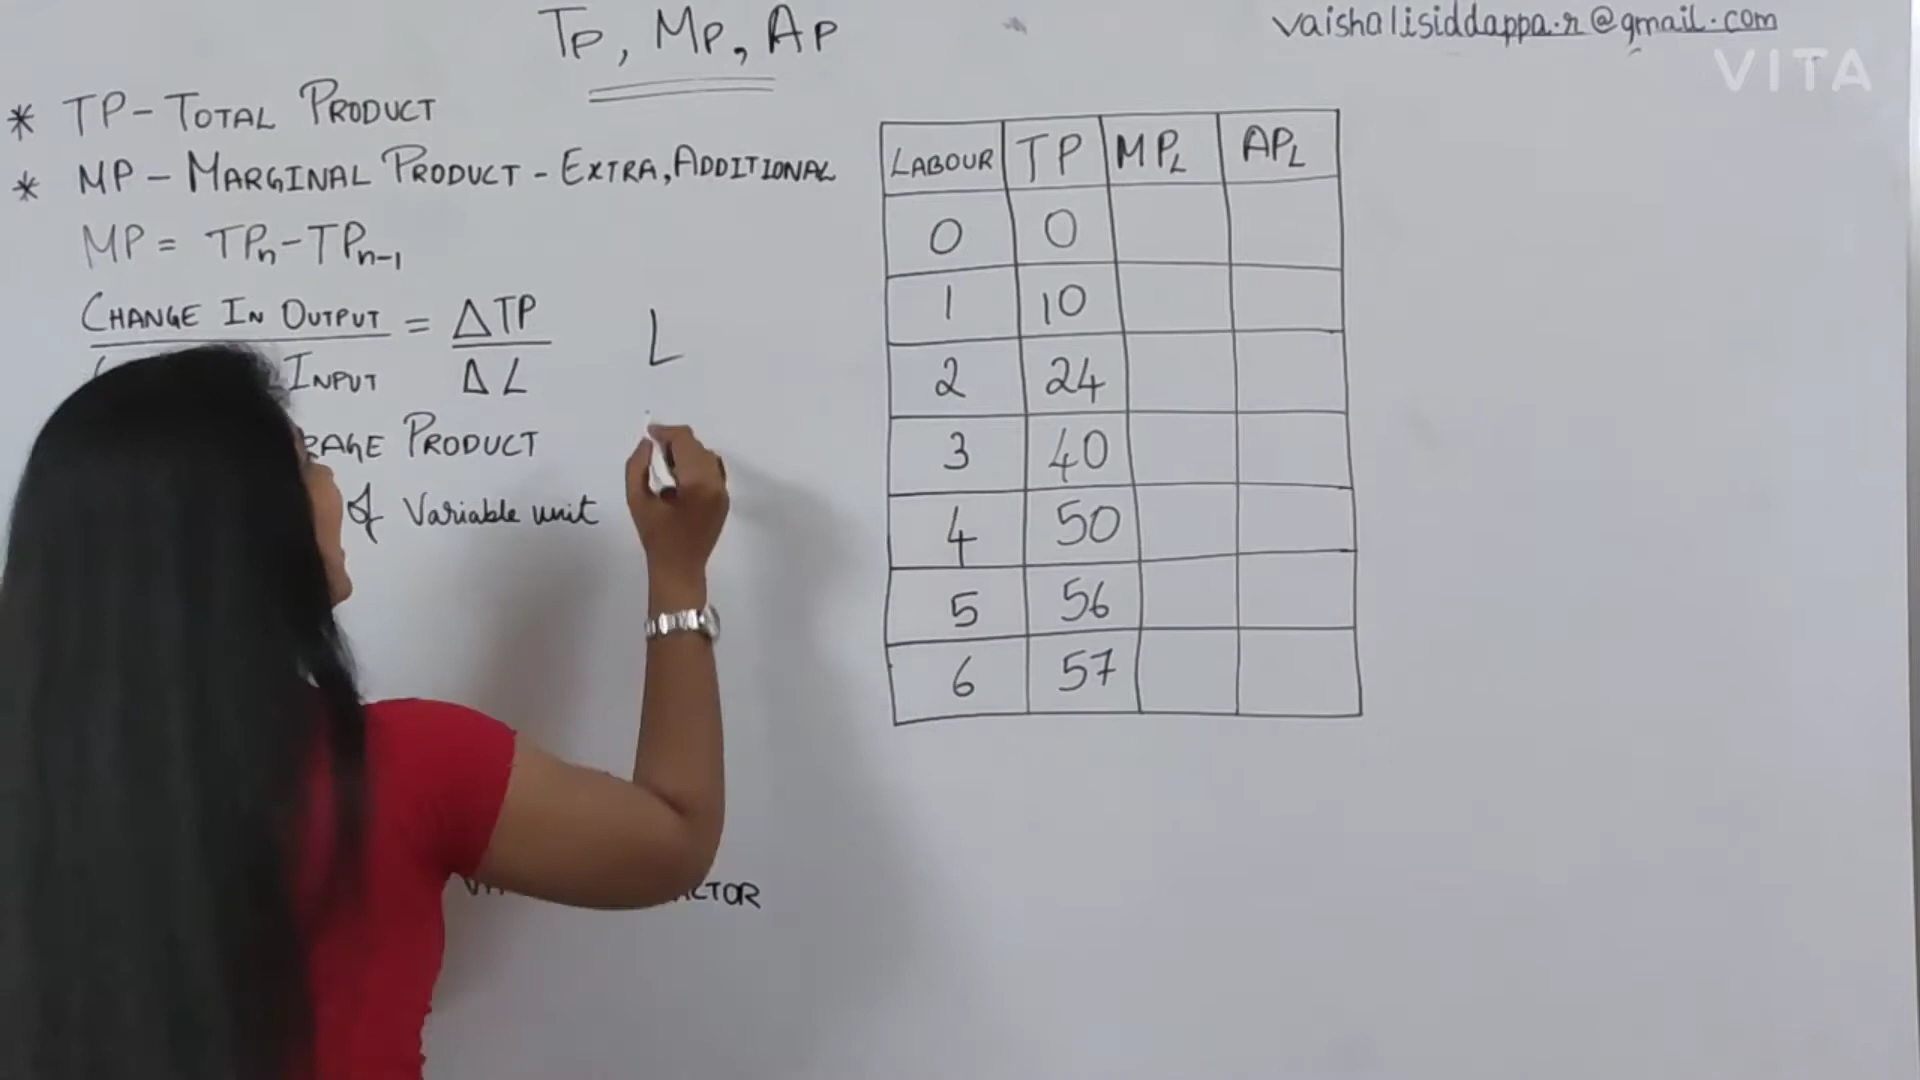 TP, MP, AP
vaishalisiddappa.r@gmail.com
VITA
* TP - TOTAL PRODUCT
* MP - MARGINAL PRODUCT - EXTRA, ADDITIONAL
MP = TPn - TPn-1
CHANGE IN OUTPUT = ΔTP
INPUT ΔL
L
PRODUCT
of Variable unit
LABOUR TP MPL APL
0 0
1 10
2 24
3 40
4 50
5 56
6 57